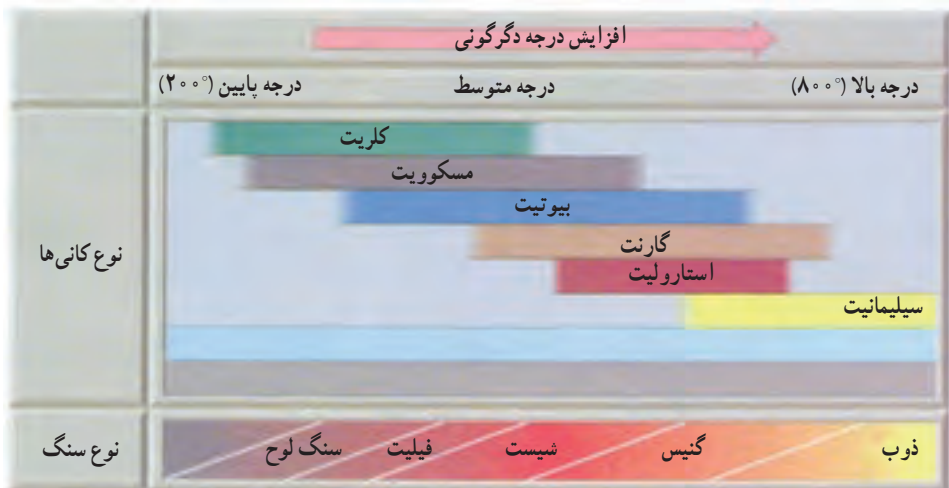 افزایش درجه دگرگونی
درجه بالا (۸۰۰°) درجه متوسط درجه پایین (۲۰۰°)
نوع کانی‌ها
کلریت
مسکوویت
بیوتیت
گارنت
استارولیت
سیلیمانیت
نوع سنگ
سنگ لوح فیلیت شیست گنیس ذوب